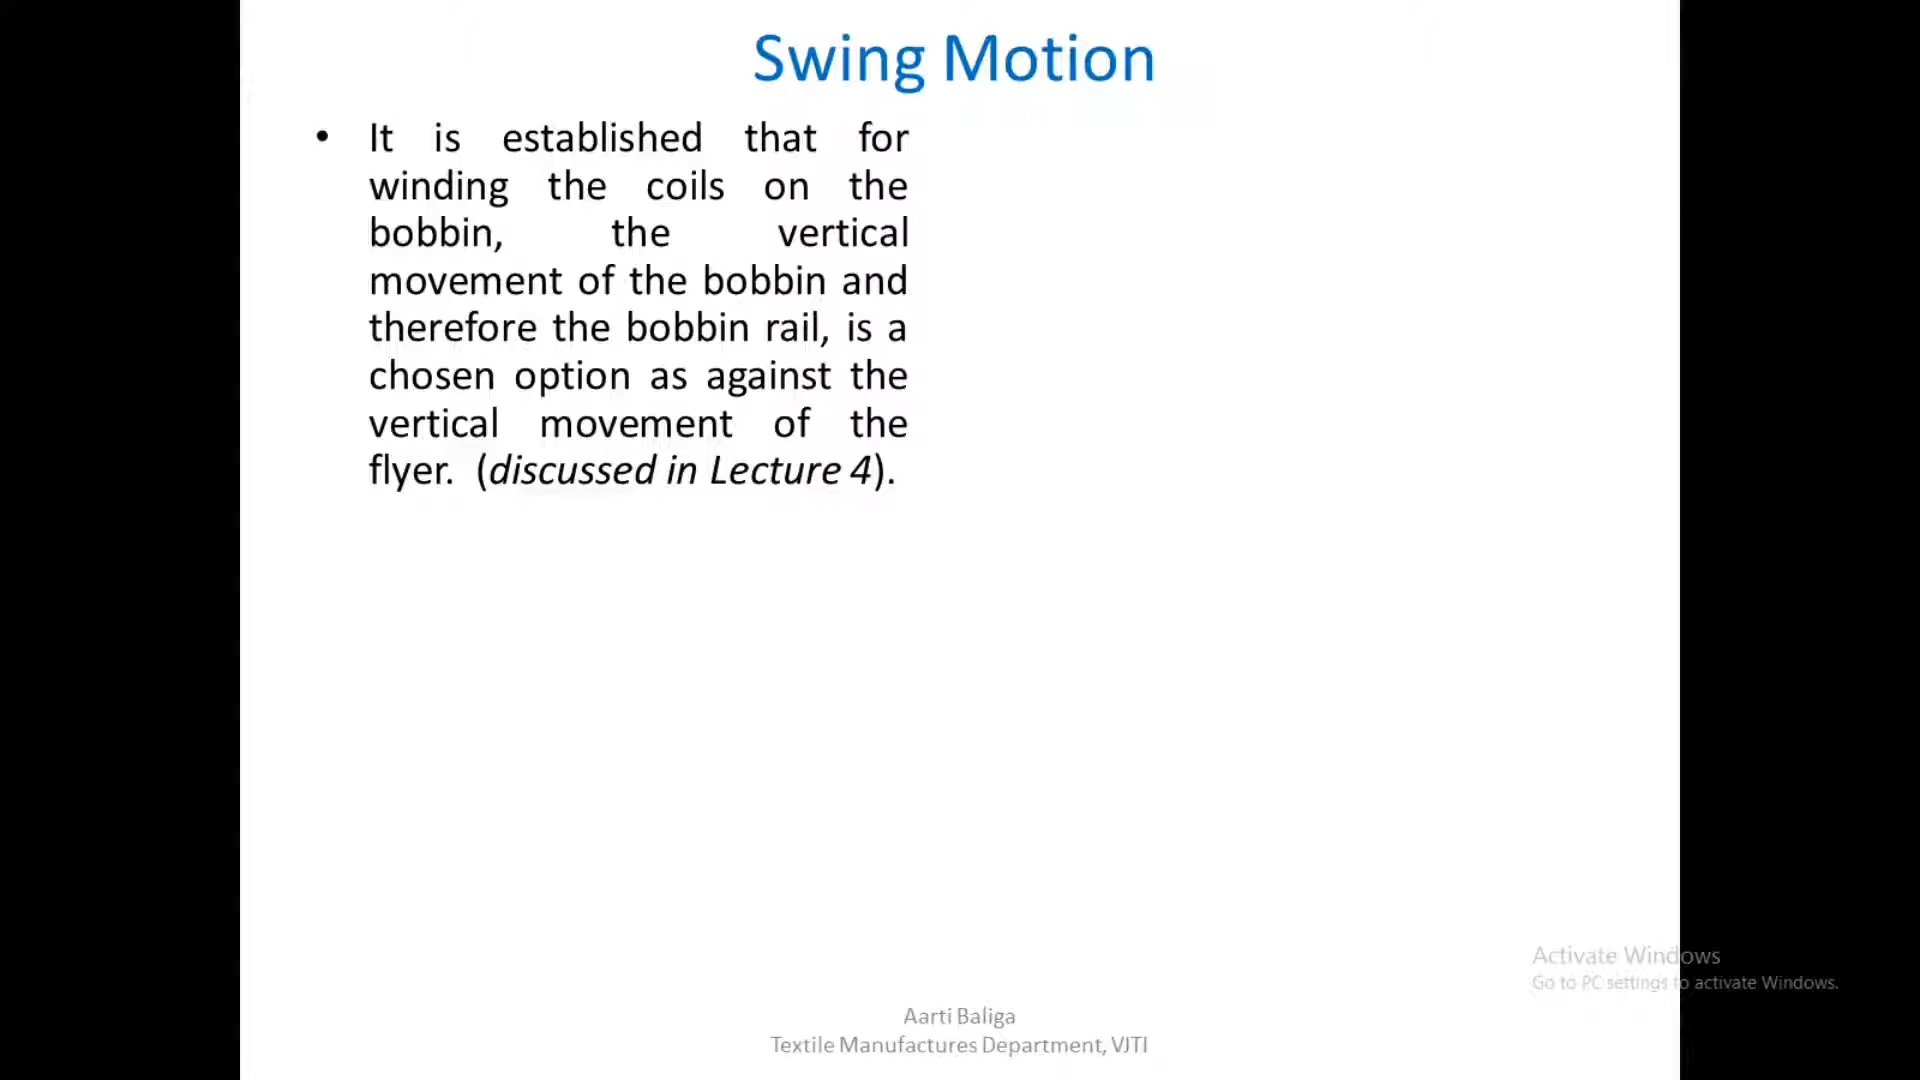 Swing Motion
• It is established that for
winding the coils on the
bobbin, the vertical
movement of the bobbin and
therefore the bobbin rail, is a
chosen option as against the
vertical movement of the
flyer. (discussed in Lecture 4).
Activate Windows
Go to PC settings to activate Windows.
Aarti Baliga
Textile Manufactures Department, VJTI